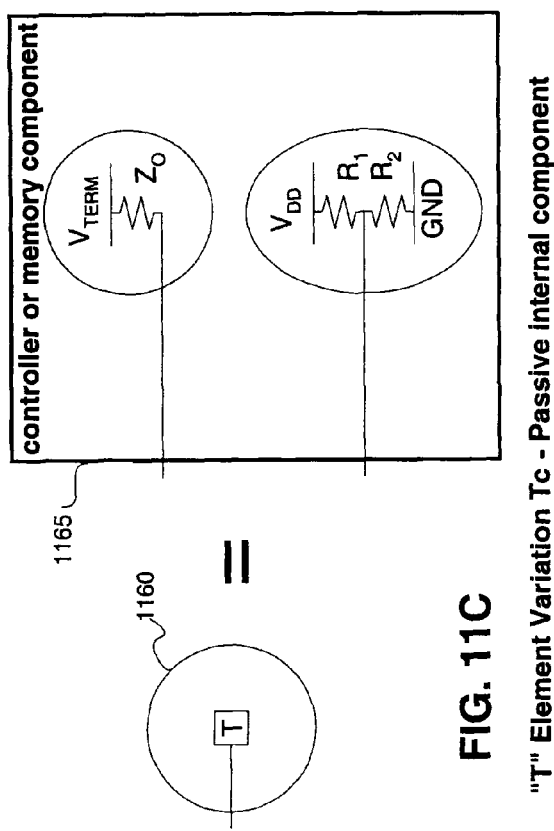 controller or memory component
V_TERM
Z_O
V_DD
R_1
R_2
GND
1165
1160
T
=
FIG. 11C
"T" Element Variation Tc - Passive internal component